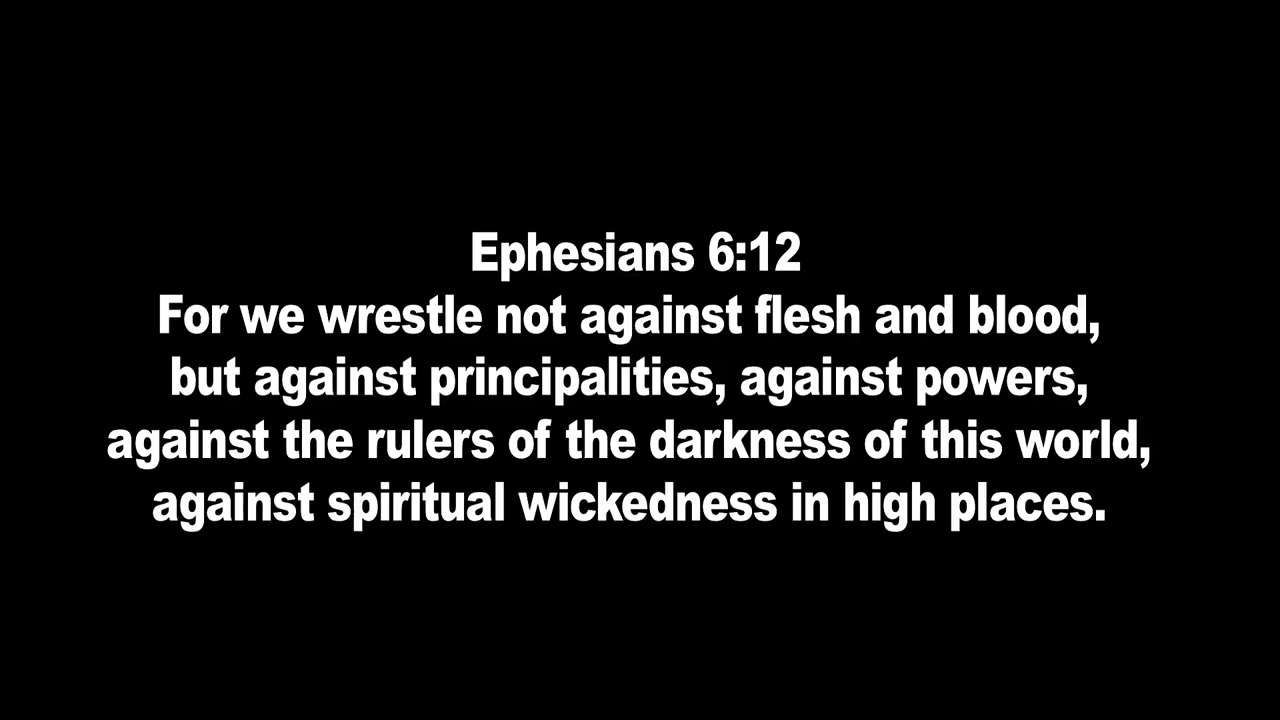 Ephesians 6:12
For we wrestle not against flesh and blood,
but against principalities, against powers,
against the rulers of the darkness of this world,
against spiritual wickedness in high places.